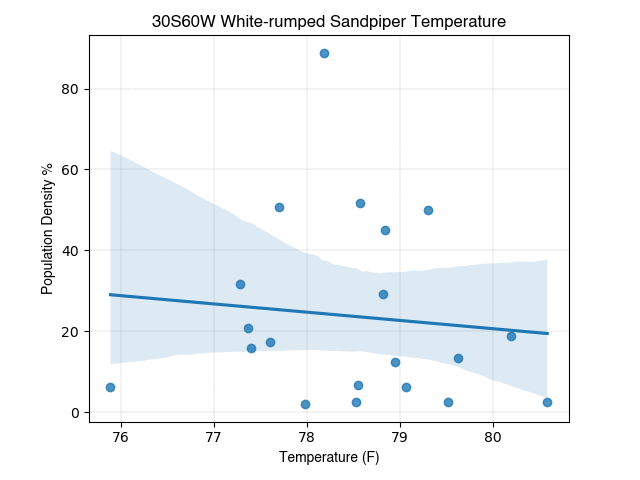 30S60W White-rumped Sandpiper Temperature
Population Density %
80
60
40
20
0
76 77 78 79 80
Temperature (F)